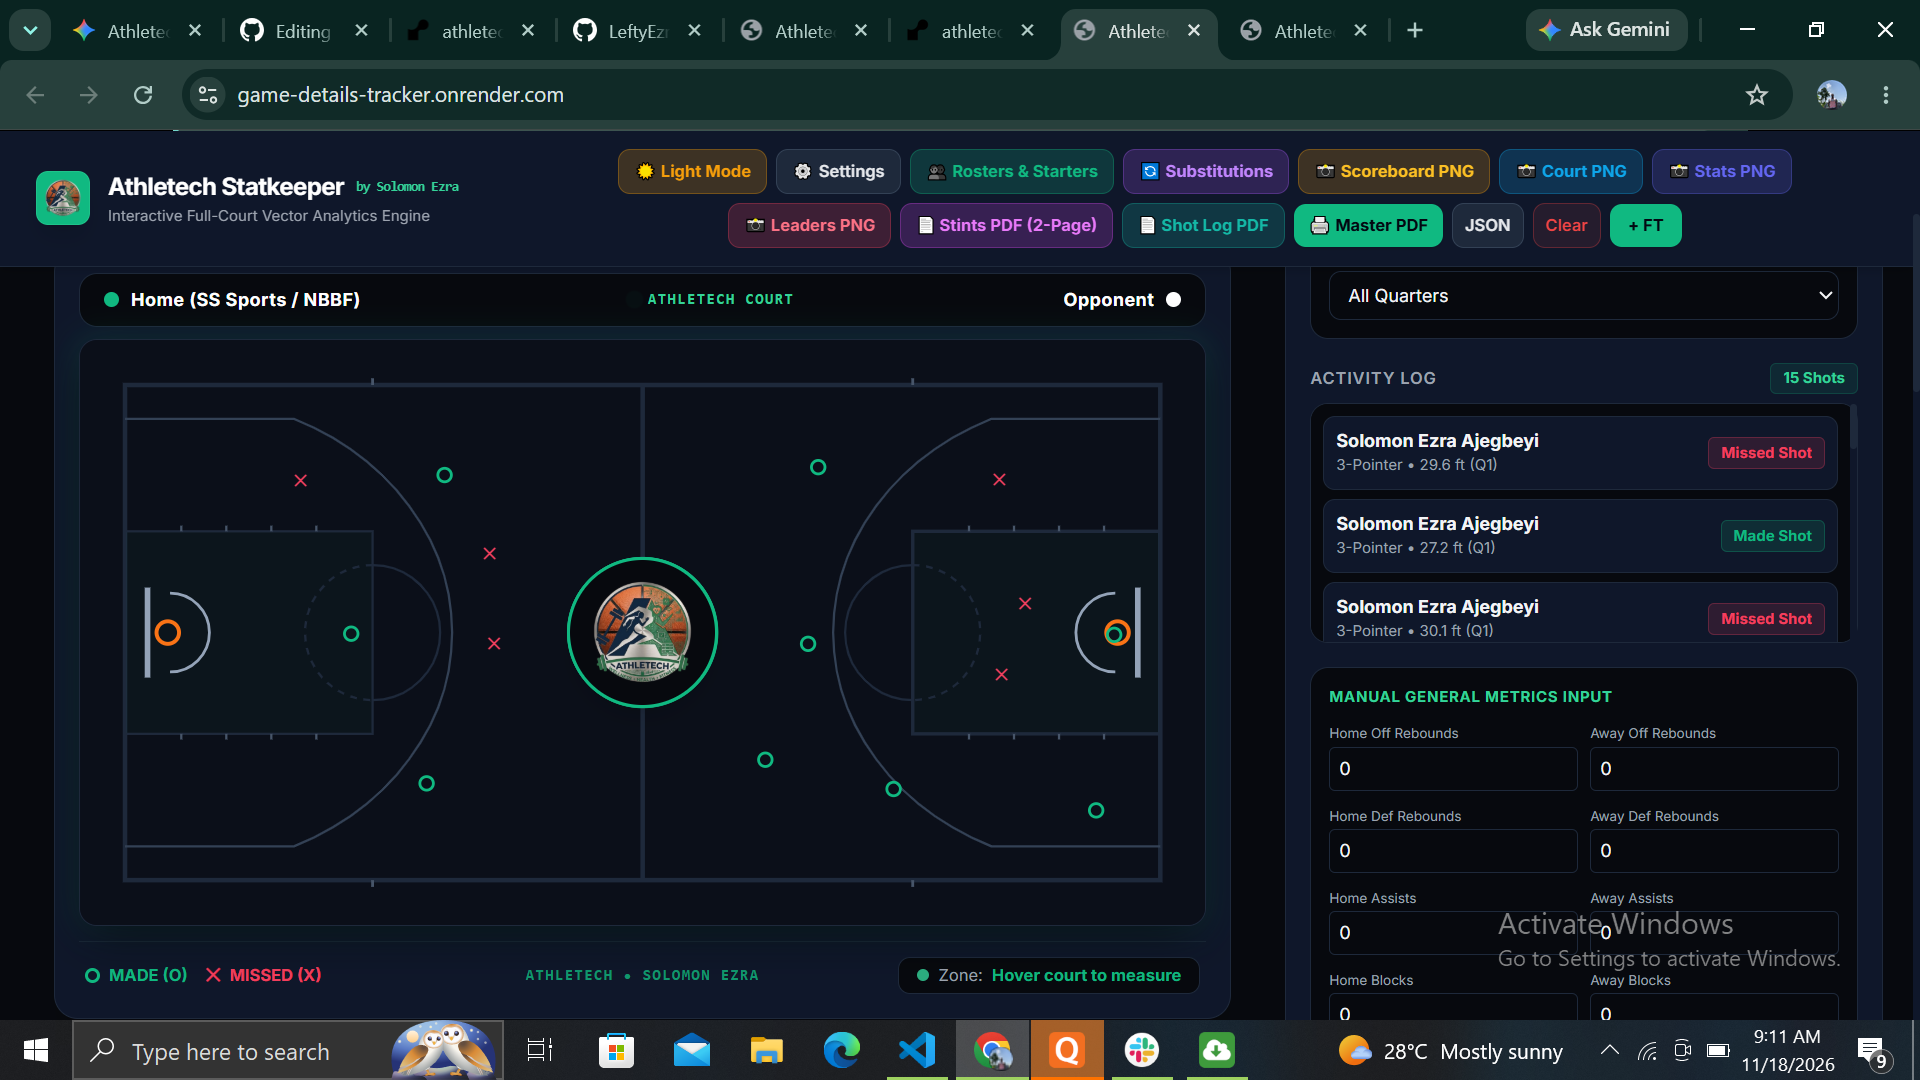 Athletec
Editing
athletec
LeftyEzr
Athlete
athletec
Athlete
Athlete
Ask Gemini
game-details-tracker.onrender.com
Athletech Statkeeper by Solomon Ezra
Interactive Full-Court Vector Analytics Engine
Light Mode
Settings
Rosters & Starters
Substitutions
Scoreboard PNG
Court PNG
Stats PNG
Leaders PNG
Stints PDF (2-Page)
Shot Log PDF
Master PDF
JSON
Clear
+ FT
Home (SS Sports / NBBF)
ATHLETECH COURT
Opponent
ATHLETECH
MADE (O)
MISSED (X)
ATHLETECH • SOLOMON EZRA
Zone: Hover court to measure
All Quarters
ACTIVITY LOG
15 Shots
Solomon Ezra Ajegbeyi
3-Pointer • 29.6 ft (Q1)
Missed Shot
Solomon Ezra Ajegbeyi
3-Pointer • 27.2 ft (Q1)
Made Shot
Solomon Ezra Ajegbeyi
3-Pointer • 30.1 ft (Q1)
Missed Shot
MANUAL GENERAL METRICS INPUT
Home Off Rebounds
Away Off Rebounds
0
0
Home Def Rebounds
Away Def Rebounds
0
0
Home Assists
Away Assists
0
0
Home Blocks
Away Blocks
0
0
Activate Windows
Go to Settings to activate Windows.
Type here to search
28°C Mostly sunny
9:11 AM
11/18/2026
9